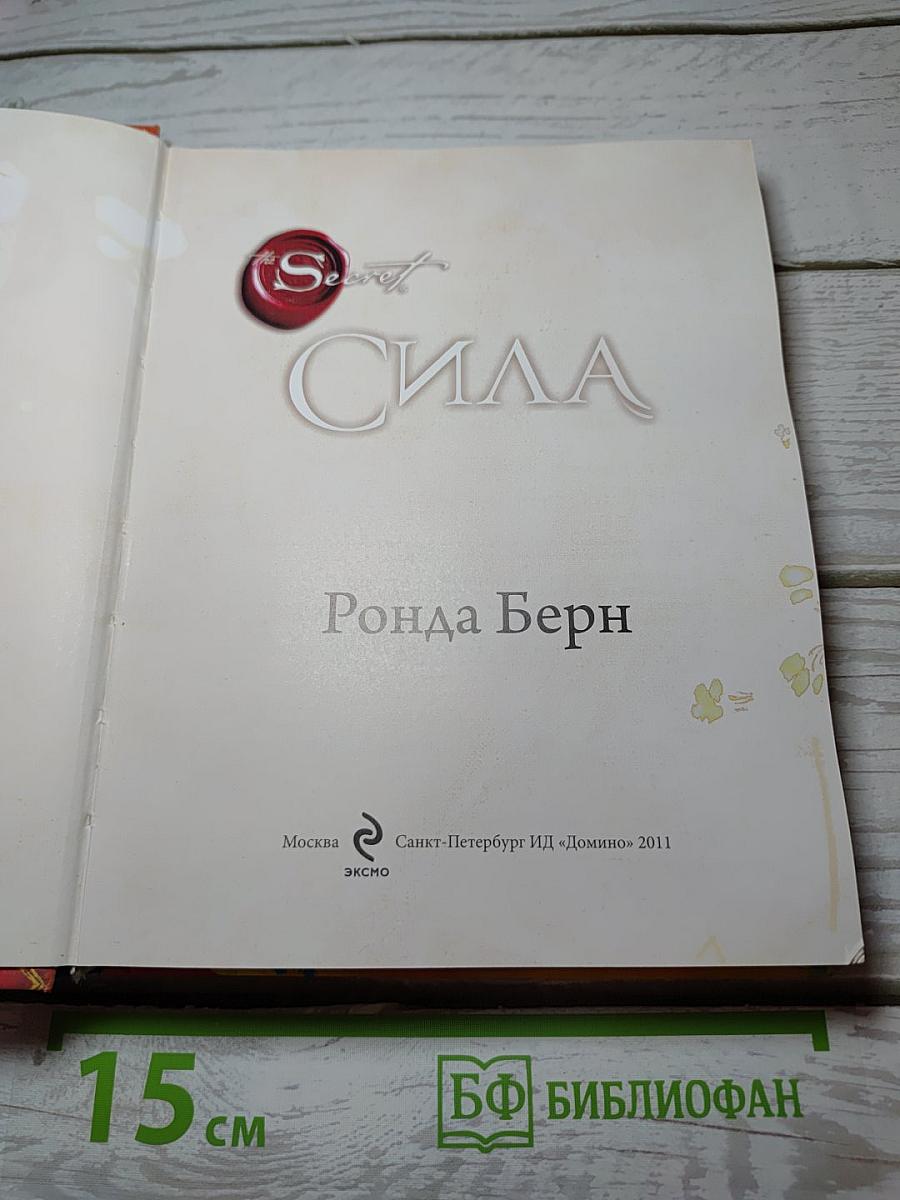 the Secret
СИЛА
Ронда Берн
Москва ЭКСМО Санкт-Петербург ИД «Домино» 2011
15 см
БФ БИБЛИОФАН